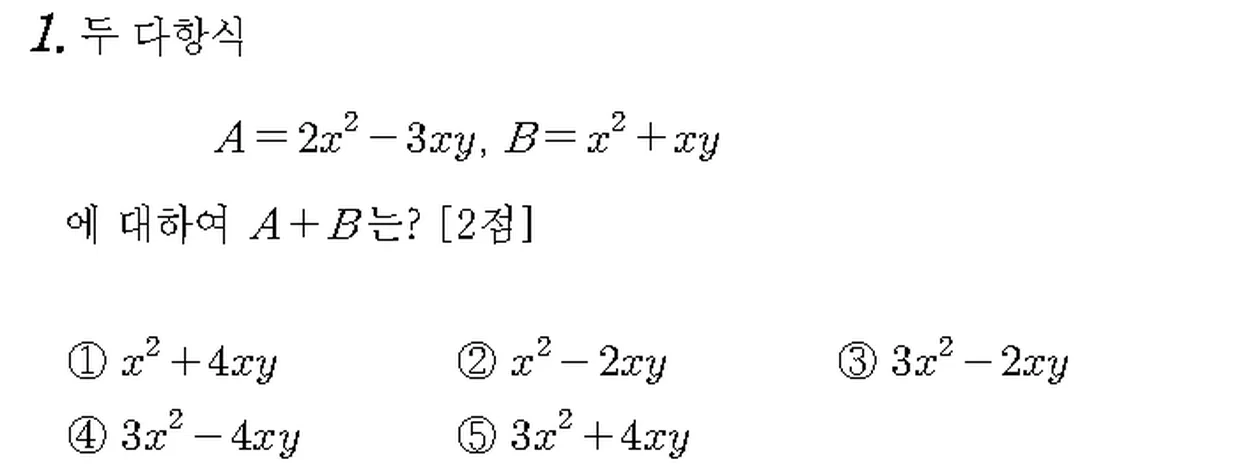 1. 두 다항식
A=2x²-3xy, B=x²+xy
에 대하여 A+B는? [2점]
① x²+4xy ② x²-2xy ③ 3x²-2xy
④ 3x²-4xy ⑤ 3x²+4xy